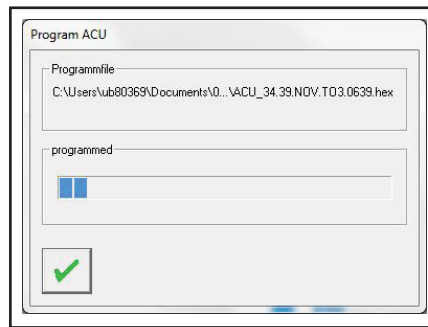 Program ACU
Programmfile
C:\Users\ub80369\Documents\0...\ACU_34.39.NOV.TO3.0639.hex
programmed